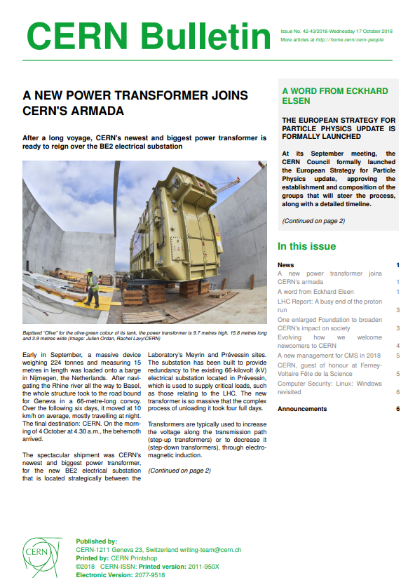 CERN Bulletin
Issue No. 42-43/2018-Wednesday 17 October 2018
More articles at http://home.cern/cern-people
A NEW POWER TRANSFORMER JOINS
CERN'S ARMADA
After a long voyage, CERN's newest and biggest power transformer is
ready to reign over the BE2 electrical substation
Baptised "Olive" for the olive-green colour of its tank, the power transformer is 9.7 metres high, 15.8 metres long
and 5.9 metres wide (Image: Julien Ordan, Rachel Lavy/CERN)
Early in September, a massive device
weighing 224 tonnes and measuring 15
metres in length was loaded onto a barge
in Nijmegen, the Netherlands. After navi-
gating the Rhine river all the way to Basel,
the whole structure took to the road bound
for Geneva in a 66-metre-long convoy.
Over the following six days, it moved at 10
km/h on average, mostly travelling at night.
The final destination: CERN. On the morn-
ing of 4 October at 4.30 a.m., the behemoth
arrived.
The spectacular shipment was CERN's
newest and biggest power transformer,
for the new BE2 electrical substation
that is located strategically between the
Laboratory's Meyrin and Prévessin sites.
The substation has been built to provide
redundancy to the existing 66-kilovolt (kV)
electrical substation located in Prévessin,
which is used to supply critical loads, such
as those relating to the LHC. The new
transformer is so massive that the complex
process of unloading it took four full days.
Transformers are typically used to increase
the voltage along the transmission path
(step-up transformers) or to decrease it
(step-down transformers), through electro-
magnetic induction.
(Continued on page 2)
A WORD FROM ECKHARD
ELSEN
THE EUROPEAN STRATEGY FOR
PARTICLE PHYSICS UPDATE IS
FORMALLY LAUNCHED
At its September meeting, the
CERN Council formally launched
the European Strategy for Particle
Physics update, approving the
establishment and composition of the
groups that will steer the process,
along with a detailed timeline.
(Continued on page 2)
In this issue
News 1
A new power transformer joins
CERN's armada 1
A word from Eckhard Elsen 1
LHC Report: A busy end of the proton
run 3
One enlarged Foundation to broaden
CERN's impact on society 3
Evolving how we welcome
newcomers to CERN 4
A new management for CMS in 2018 5
CERN, guest of honour at Ferney-
Voltaire Fête de la Science 5
Computer Security: Linux; Windows
revisited 6
Announcements 6
CERN
Published by:
CERN-1211 Geneva 23, Switzerland writing-team@cern.ch
Printed by: CERN Printshop
©2018 CERN-ISSN: Printed version: 2011-950X
Electronic Version: 2077-9518